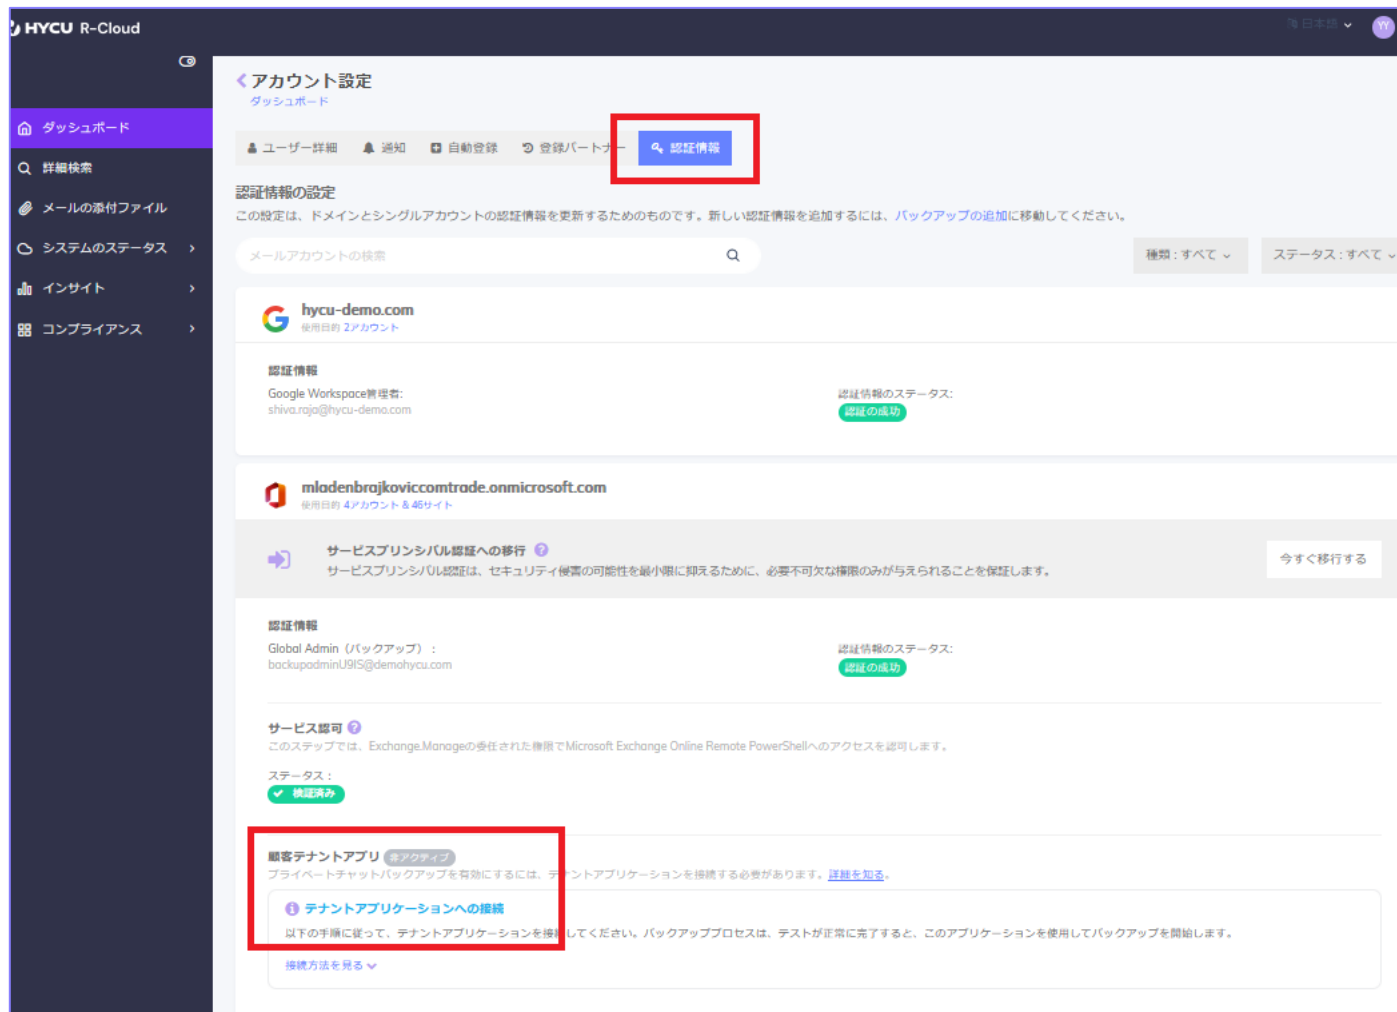 HYCU R-Cloud
日本語
YY
アカウント設定
ダッシュボード
ダッシュボード
詳細検索
メールの添付ファイル
システムのステータス
インサイト
コンプライアンス
ユーザー詳細
通知
自動登録
登録パートナー
認証情報
認証情報の設定
この設定は、ドメインとシングルアカウントの認証情報を更新するためのものです。新しい認証情報を追加するには、バックアップの追加に移動してください。
メールアカウントの検索
種類 : すべて
ステータス : すべて
hycu-demo.com
使用目的 2アカウント
認証情報
Google Workspace管理者:
shiva.raja@hycu-demo.com
認証情報のステータス:
認証の成功
mladenbrajkoviccomtrade.onmicrosoft.com
使用目的 4アカウント & 46サイト
サービスプリンシパル認証への移行
サービスプリンシパル認証は、セキュリティ侵害の可能性を最小限に抑えるために、必要不可欠な権限のみが与えられることを保証します。
今すぐ移行する
認証情報
Global Admin（バックアップ）:
backupadminU9IS@demohycu.com
認証情報のステータス:
認証の成功
サービス認可
このステップでは、Exchange.Manageの委任された権限でMicrosoft Exchange Online Remote PowerShellへのアクセスを認可します。
ステータス :
検証済み
顧客テナントアプリ 非アクティブ
プライベートチャットバックアップを有効にするには、テナントアプリケーションを接続する必要があります。詳細を知る。
テナントアプリケーションへの接続
以下の手順に従って、テナントアプリケーションを接続してください。バックアッププロセスは、テストが正常に完了すると、このアプリケーションを使用してバックアップを開始します。
接続方法を見る